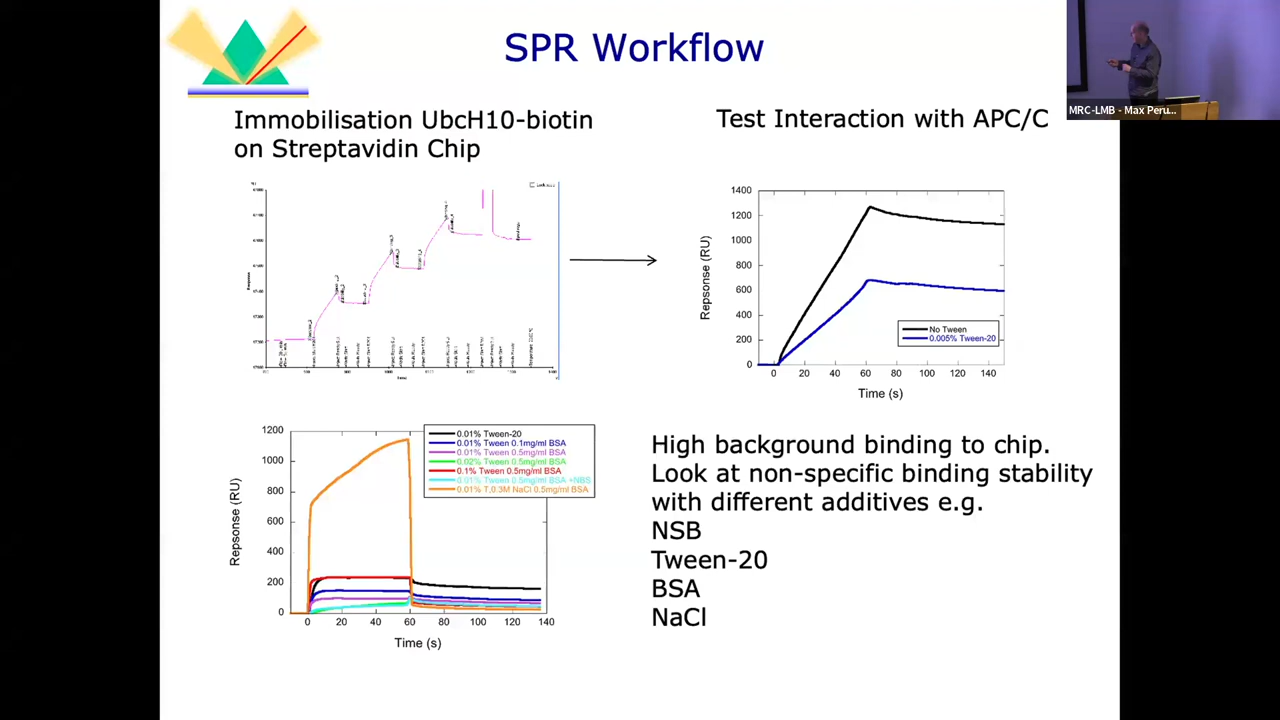 SPR Workflow
MRC-LMB - Max Peru...
Immobilisation UbcH10-biotin
on Streptavidin Chip
Test Interaction with APC/C
1400
1200
1000
800
600
400
200
0
Repsonse (RU)
No Tween
0.005% Tween-20
0 20 40 60 80 100 120 140
Time (s)
1200
1000
800
600
400
200
0
Repsonse (RU)
0.01% Tween-20
0.01% Tween 0.1mg/ml BSA
0.01% Tween 0.5mg/ml BSA
0.02% Tween 0.5mg/ml BSA
0.1% Tween 0.5mg/ml BSA
0.01% Tween 0.5mg/ml BSA +NBS
0.01% T,0.3M NaCl 0.5mg/ml BSA
0 20 40 60 80 100 120 140
Time (s)
High background binding to chip.
Look at non-specific binding stability
with different additives e.g.
NSB
Tween-20
BSA
NaCl